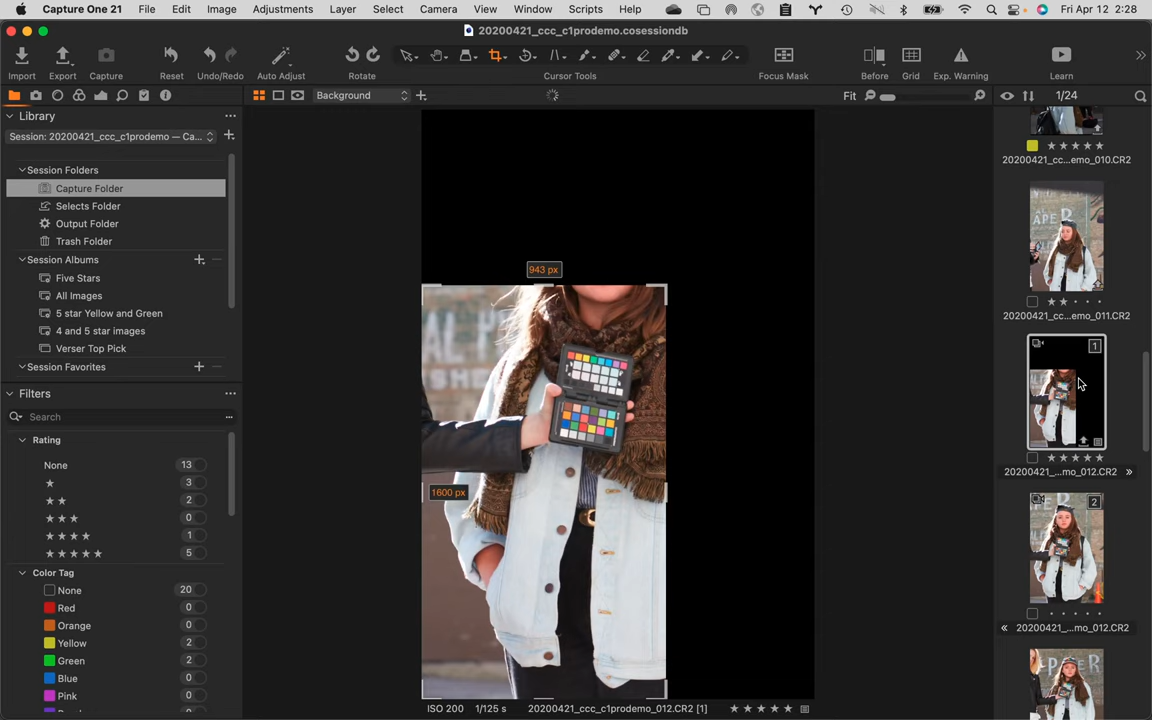 Capture One 21 File Edit Image Adjustments Layer Select Camera View Window Scripts Help Fri Apr 12 2:28
20200421_ccc_c1prodemo.cosessiondb
Import Export Capture Reset Undo/Redo Auto Adjust Rotate Cursor Tools Focus Mask Before Grid Exp. Warning Learn
Library
Background
Fit
1/24
Session: 20200421_ccc_c1prodemo — Ca...
Session Folders
Capture Folder
Selects Folder
Output Folder
Trash Folder
Session Albums
Five Stars
All Images
5 star Yellow and Green
4 and 5 star images
Verser Top Pick
Session Favorites
Filters
Search
Rating
None 13
★ 3
★ ★ 2
★ ★ ★ 0
★ ★ ★ ★ 1
★ ★ ★ ★ ★ 5
Color Tag
None 20
Red 0
Orange 0
Yellow 2
Green 2
Blue 0
Pink 0
943 px
1600 px
ISO 200 1/125 s 20200421_ccc_c1prodemo_012.CR2 [1] ★ ★ ★ ★ ★
★ ★ ★ ★ ★
20200421_cc...emo_010.CR2
★ ★
20200421_cc...emo_011.CR2
1
★ ★ ★ ★ ★
20200421_...mo_012.CR2 »
2
« 20200421_...mo_012.CR2